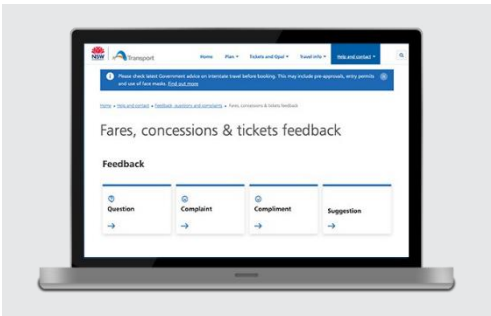 NSW
Transport
Home Plan Tickets and Opal Travel info Help and contact
Please check latest Government advice on interstate travel before booking. This may include pre-approvals, entry permits
and use of face masks. Find out more
Home Help and contact Feedback, questions and complaints Fares, concessions & tickets feedback
Fares, concessions & tickets feedback
Feedback
Question Complaint Compliment Suggestion